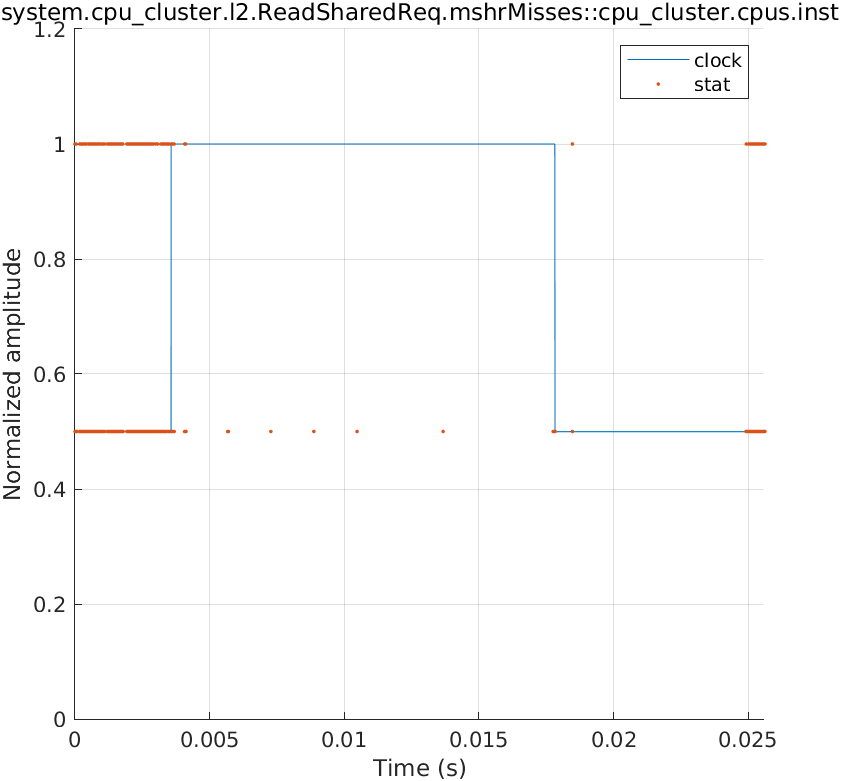 system.cpu_cluster.l2.ReadSharedReq.mshrMisses::cpu_cluster.cpus.inst
1.2
clock
stat
1
0.8
0.6
0.4
0.2
0
Normalized amplitude
0 0.005 0.01 0.015 0.02 0.025
Time (s)